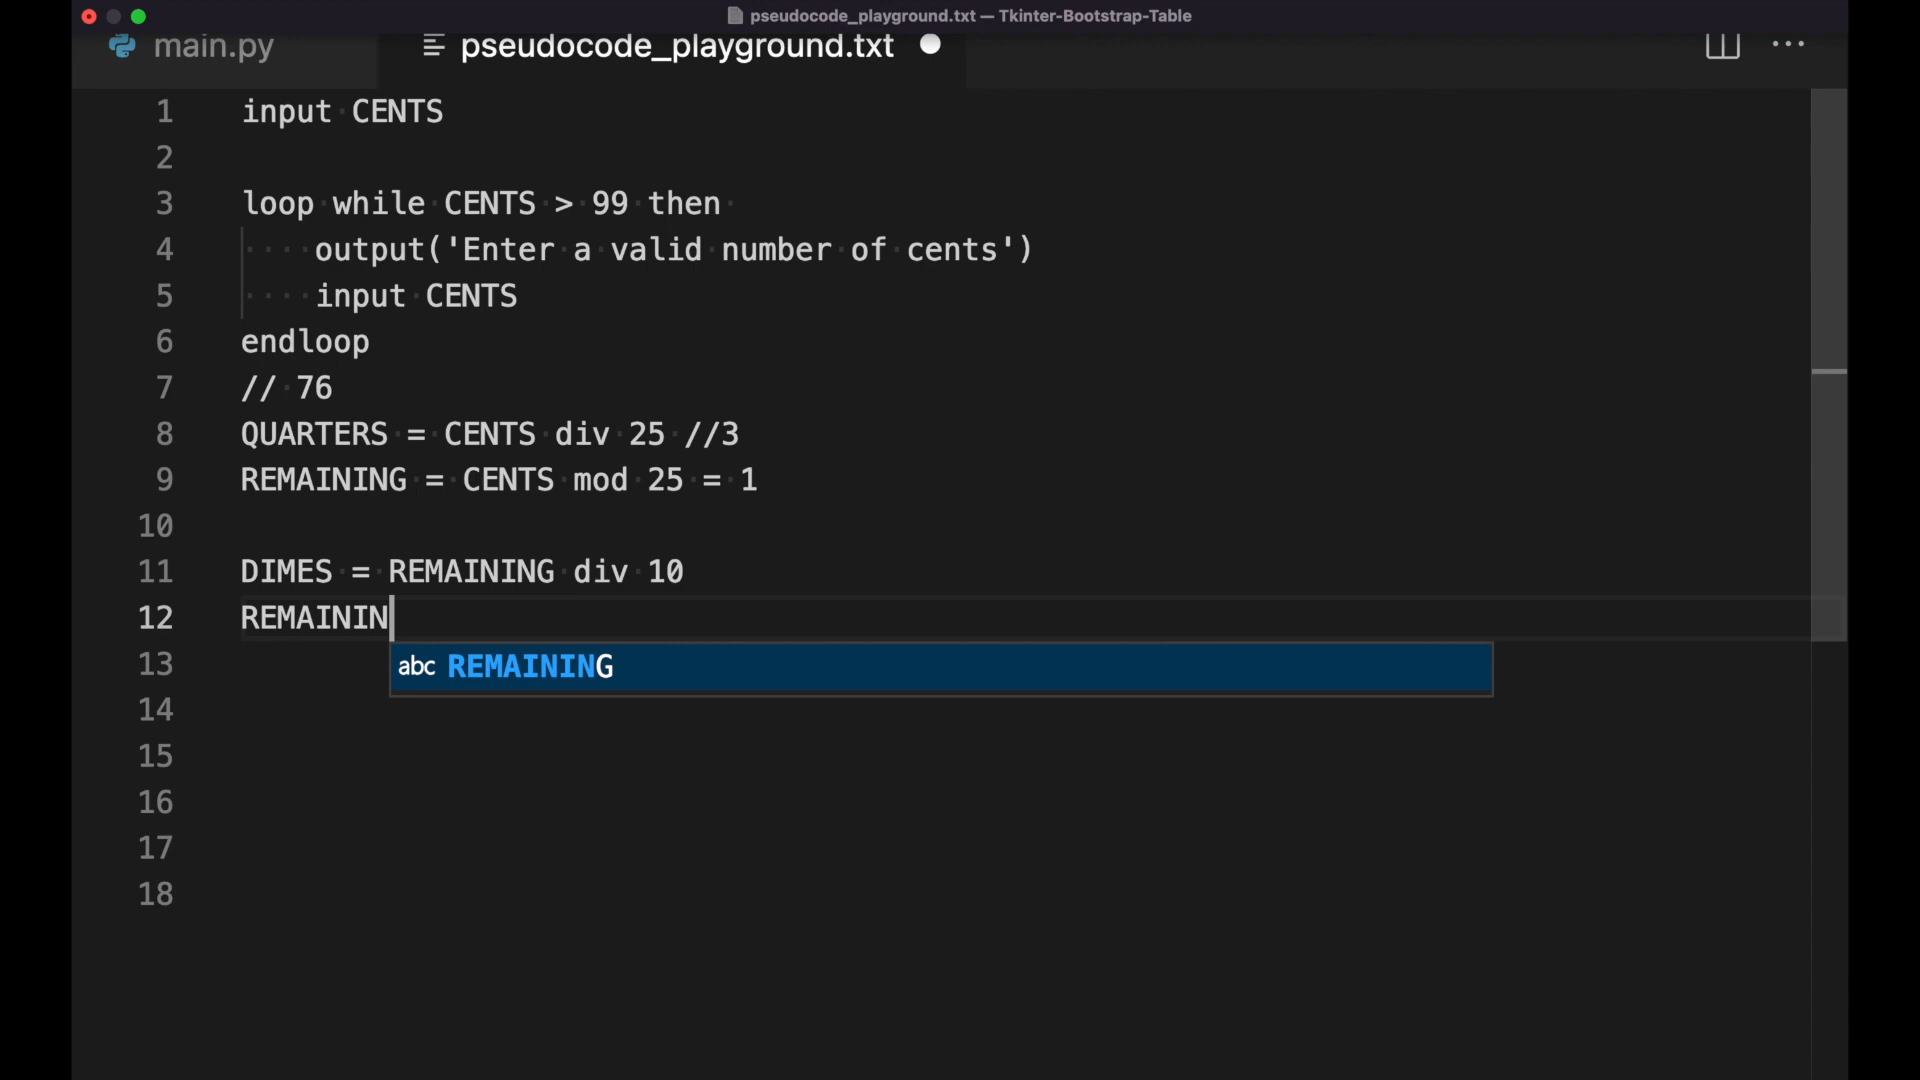 pseudocode_playground.txt — Tkinter-Bootstrap-Table
main.py
pseudocode_playground.txt
1 input CENTS
2
3 loop while CENTS > 99 then
4 output('Enter a valid number of cents')
5 input CENTS
6 endloop
7 // 76
8 QUARTERS = CENTS div 25 //3
9 REMAINING = CENTS mod 25 = 1
10
11 DIMES = REMAINING div 10
12 REMAININ
abc REMAINING
13
14
15
16
17
18